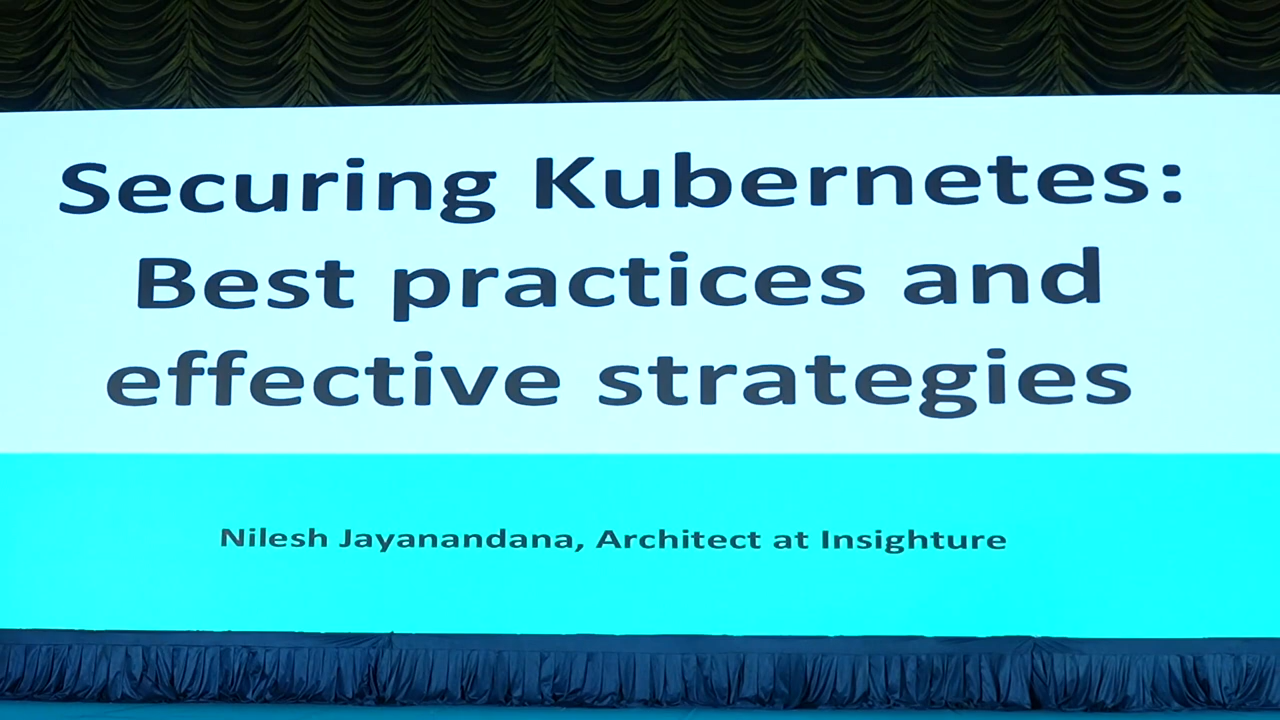 Securing Kubernetes:
Best practices and
effective strategies
Nilesh Jayanandana, Architect at Insighture